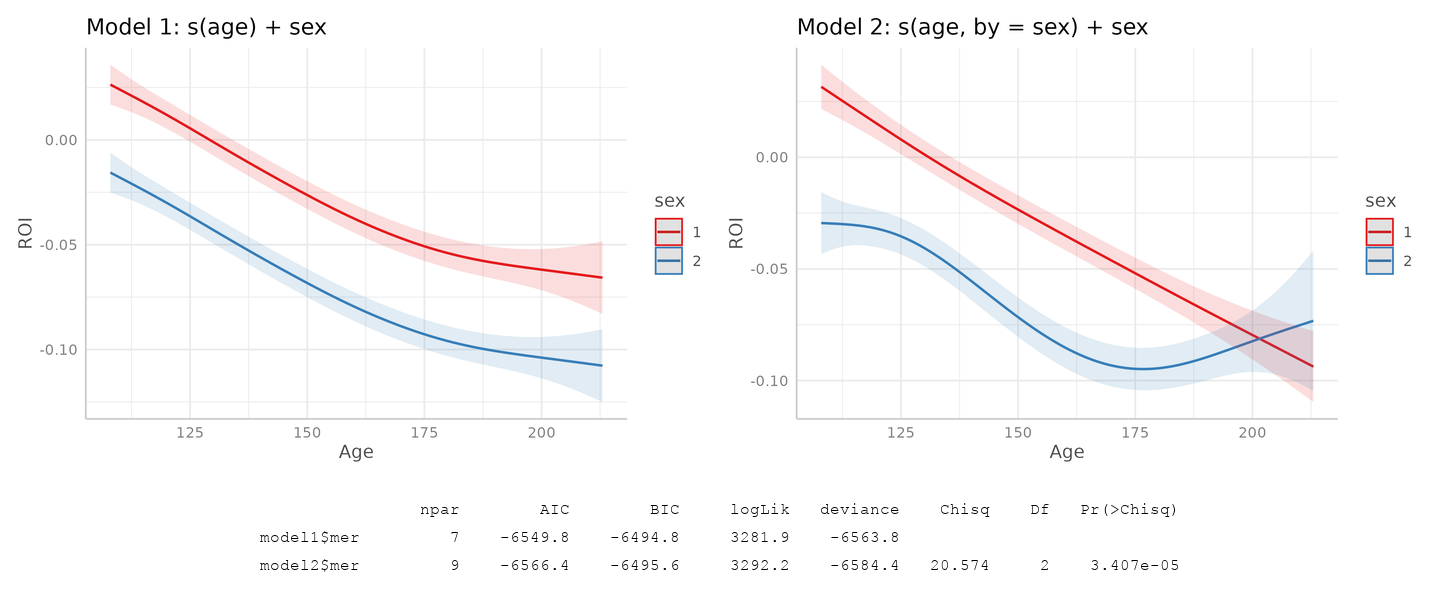 Model 1: s(age) + sex
0.00
-0.05
-0.10
ROI
125 150 175 200
Age
sex
1
2
Model 2: s(age, by = sex) + sex
0.00
-0.05
-0.10
ROI
125 150 175 200
Age
sex
1
2
npar AIC BIC logLik deviance Chisq Df Pr(>Chisq)
model1$mer 7 -6549.8 -6494.8 3281.9 -6563.8
model2$mer 9 -6566.4 -6495.6 3292.2 -6584.4 20.574 2 3.407e-05